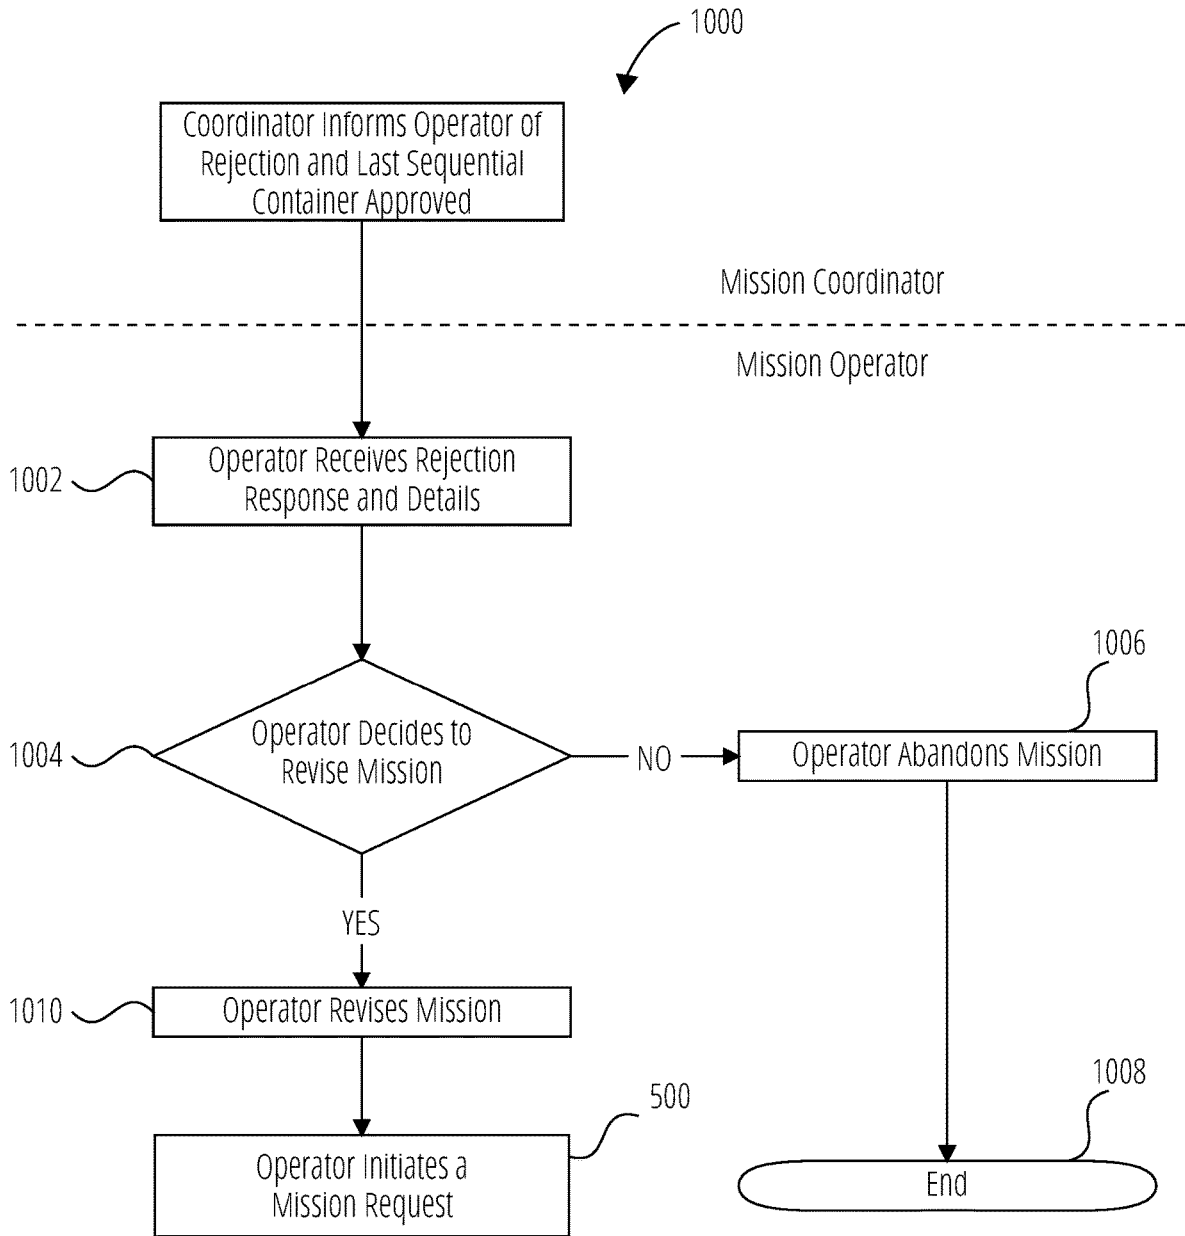 1000
Coordinator Informs Operator of
Rejection and Last Sequential
Container Approved
Mission Coordinator
Mission Operator
1002
Operator Receives Rejection
Response and Details
1004
Operator Decides to
Revise Mission
NO
1006
Operator Abandons Mission
YES
1010
Operator Revises Mission
500
Operator Initiates a
Mission Request
1008
End